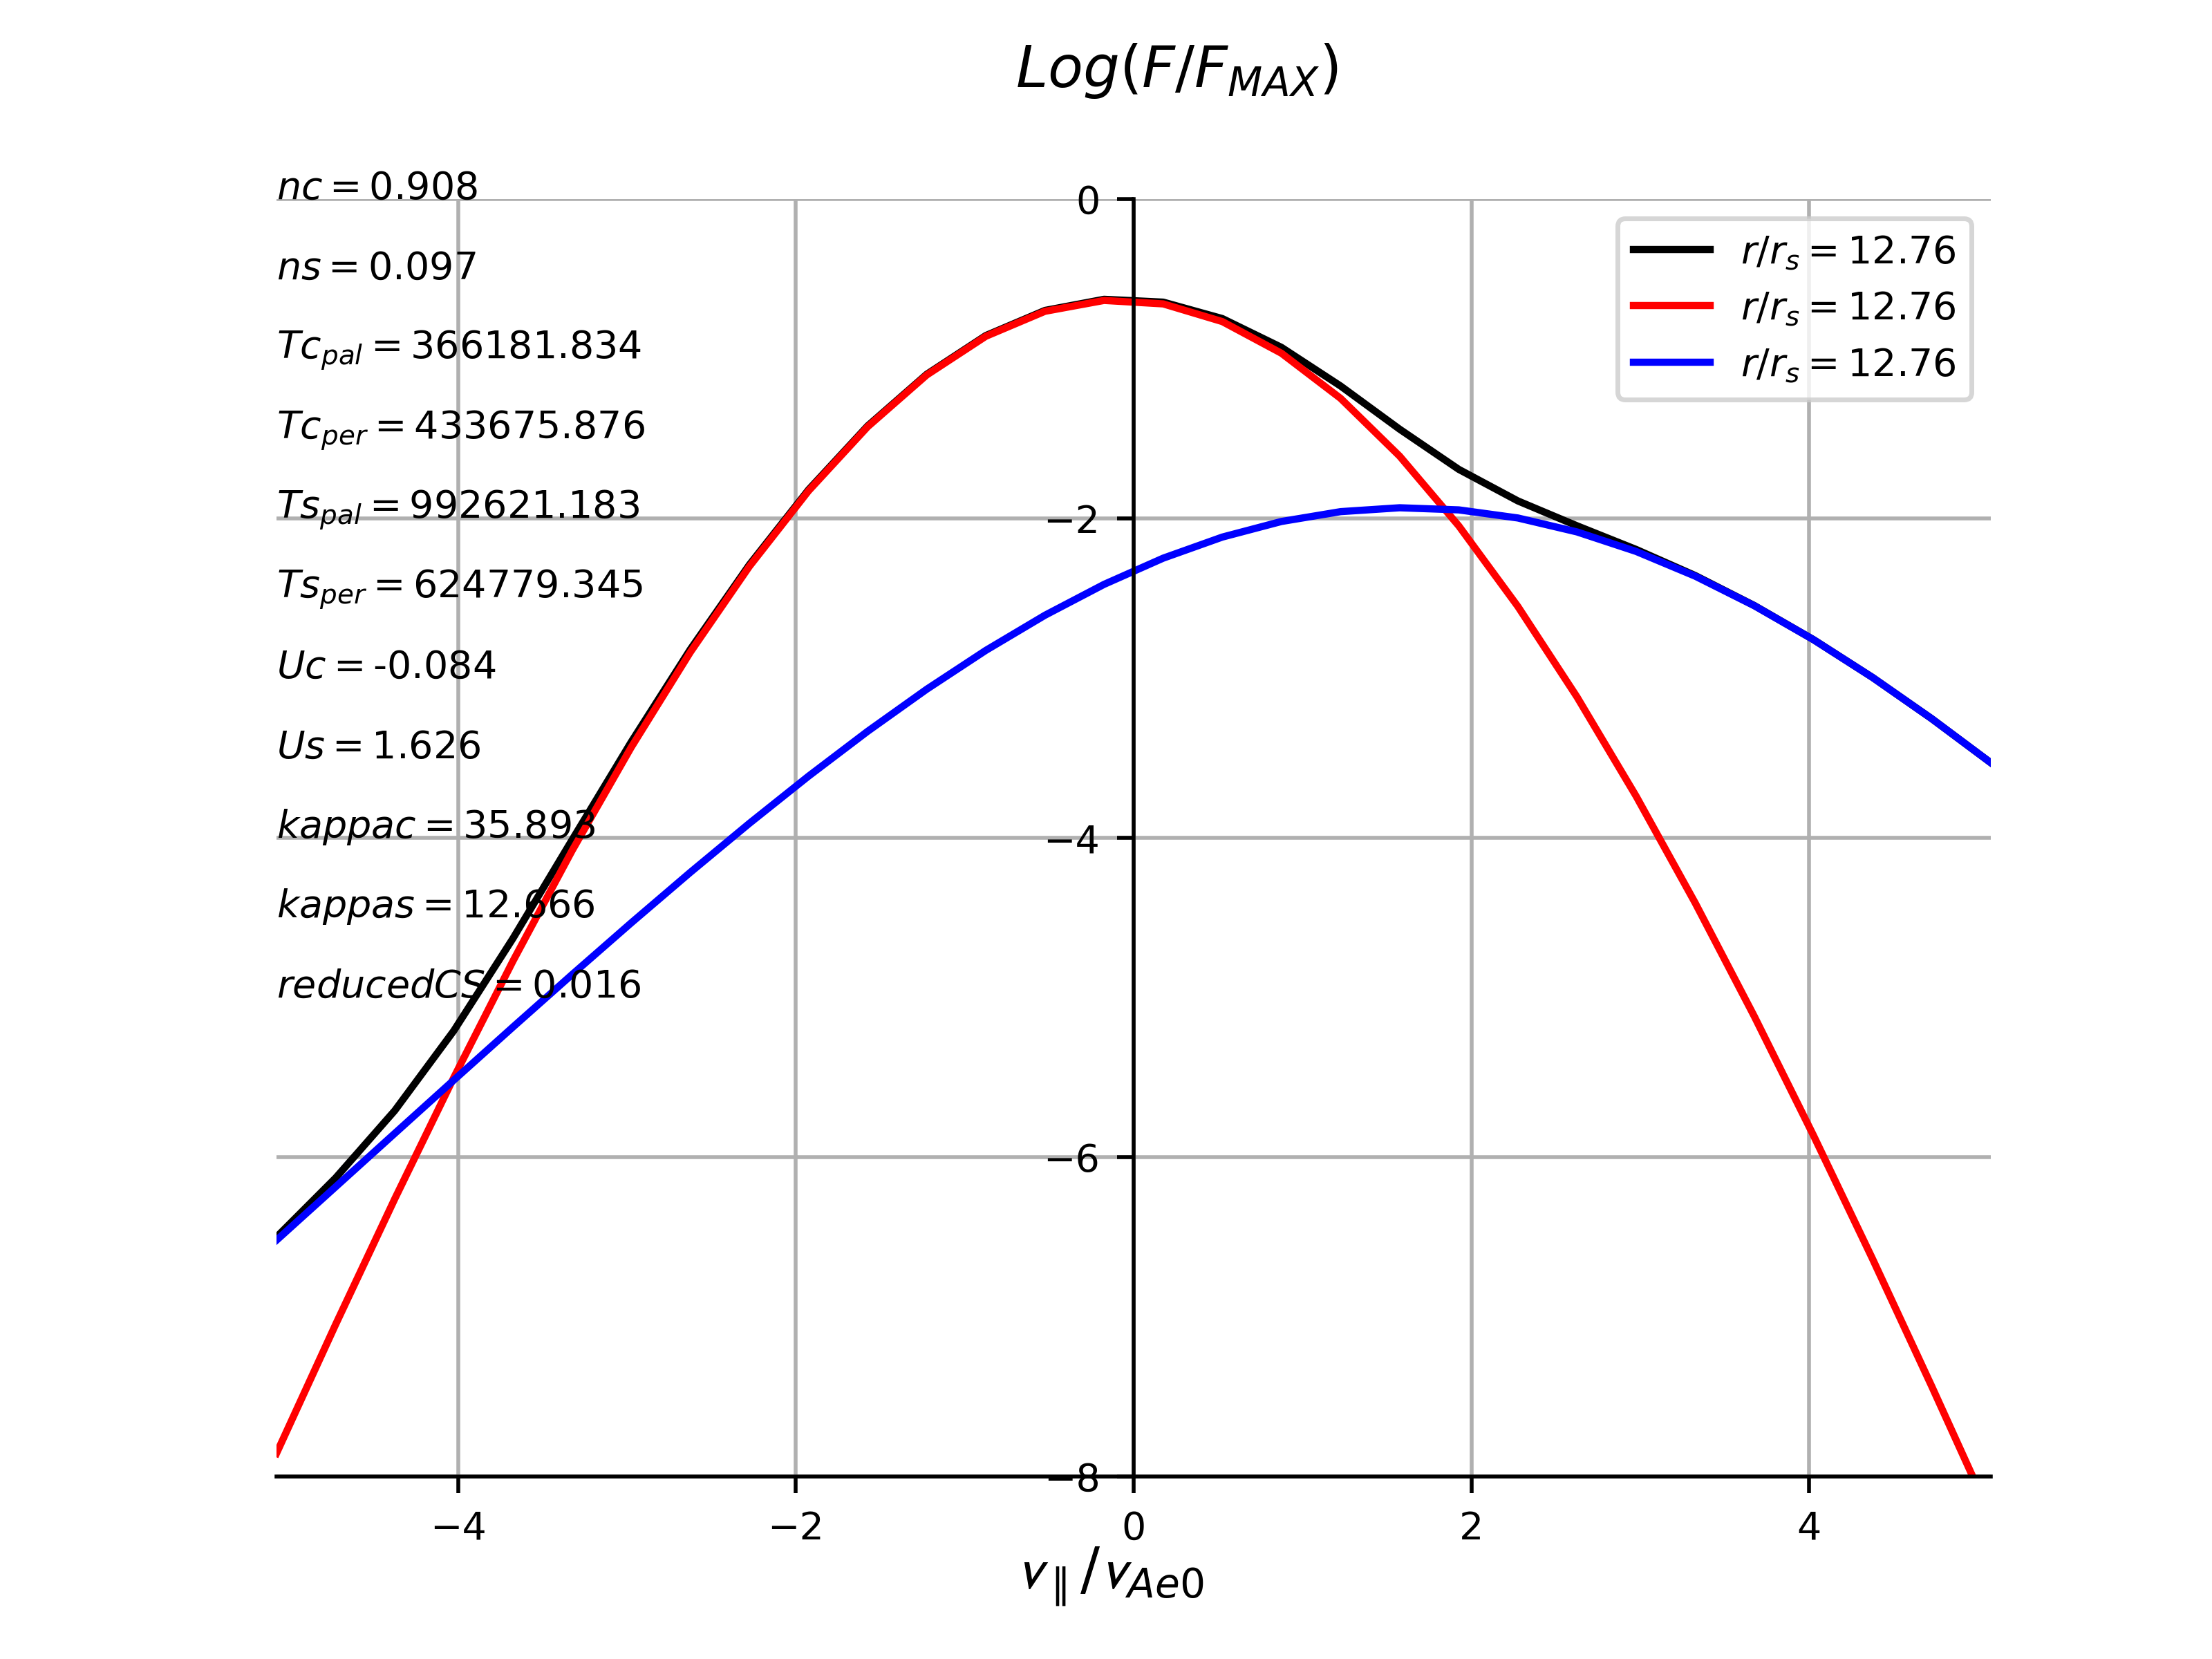 Log(F/F_MAX)
nc = 0.908
ns = 0.097
Tc_pal = 366181.834
Tc_per = 433675.876
Ts_pal = 992621.183
Ts_per = 624779.345
Uc = -0.084
Us = 1.626
kappac = 35.893
kappas = 12.666
reducedCS = 0.016
0
−2
−4
−6
−8
r/r_s = 12.76
r/r_s = 12.76
r/r_s = 12.76
−4 −2 0 2 4
v_∥/v_Ae0